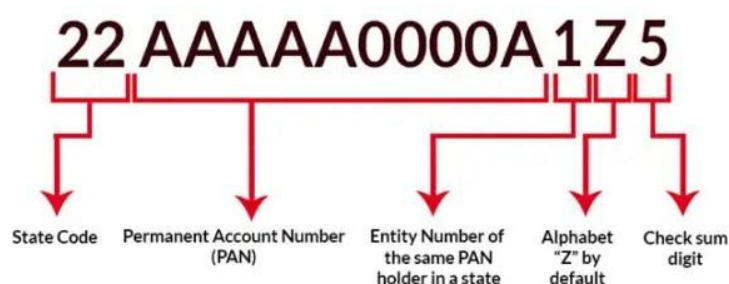 22 AAAAA0000A 1 Z 5
State Code
Permanent Account Number
(PAN)
Entity Number of
the same PAN
holder in a state
Alphabet
"Z" by
default
Check sum
digit